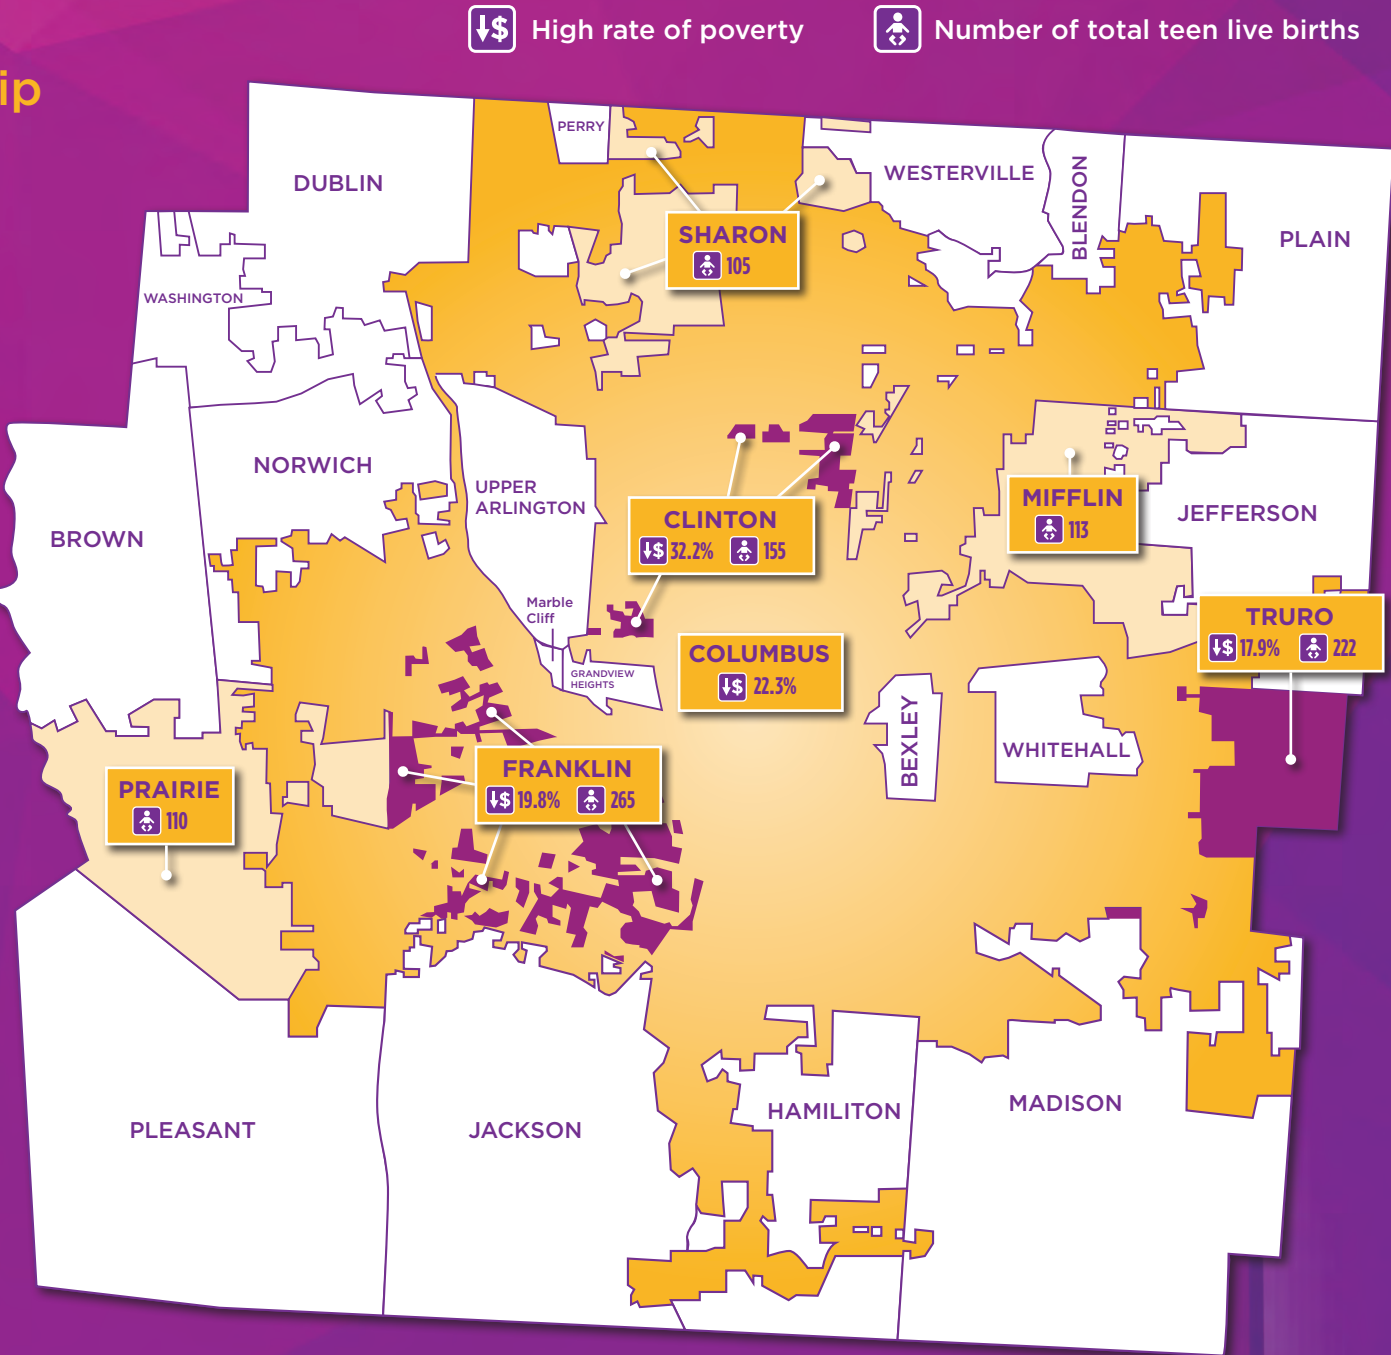 ↓$ High rate of poverty
Number of total teen live births
ip
PERRY
DUBLIN
WESTERVILLE
BLENDON
PLAIN
SHARON
105
WASHINGTON
NORWICH
UPPER
ARLINGTON
MIFFLIN
113
JEFFERSON
BROWN
CLINTON
↓$ 32.2% 155
Marble
Cliff
GRANDVIEW
HEIGHTS
COLUMBUS
↓$ 22.3%
TRURO
↓$ 17.9% 222
BEXLEY
WHITEHALL
PRAIRIE
110
FRANKLIN
↓$ 19.8% 265
PLEASANT
JACKSON
HAMILITON
MADISON